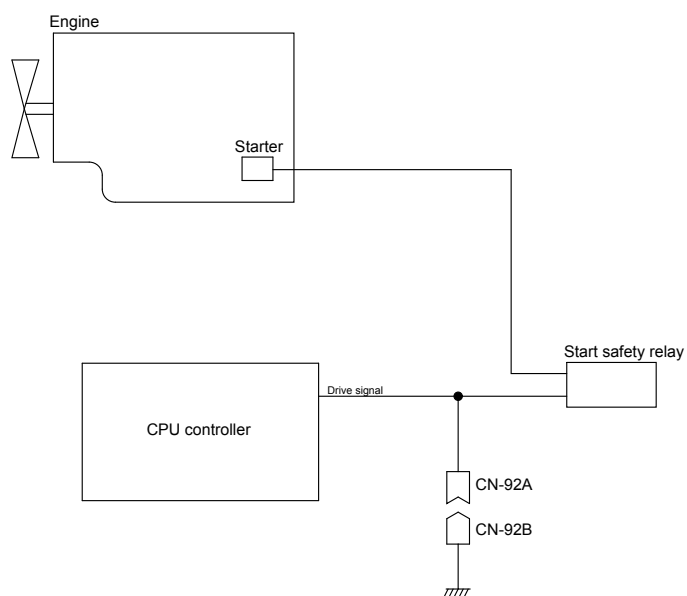 Engine
Starter
Start safety relay
Drive signal
CPU controller
CN-92A
CN-92B